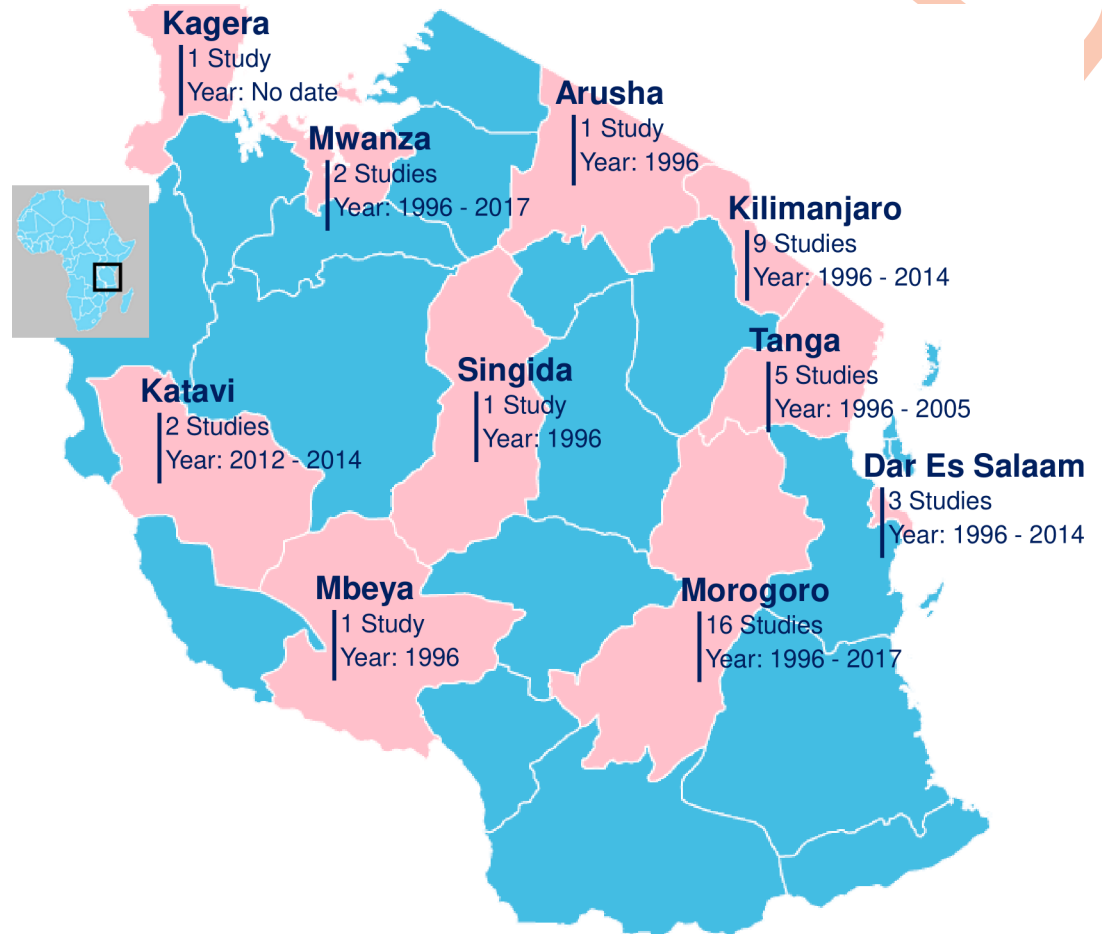 Kagera
1 Study
Year: No date
Arusha
1 Study
Year: 1996
Mwanza
2 Studies
Year: 1996 - 2017
Kilimanjaro
9 Studies
Year: 1996 - 2014
Tanga
5 Studies
Year: 1996 - 2005
Singida
1 Study
Year: 1996
Katavi
2 Studies
Year: 2012 - 2014
Dar Es Salaam
3 Studies
Year: 1996 - 2014
Mbeya
1 Study
Year: 1996
Morogoro
16 Studies
Year: 1996 - 2017